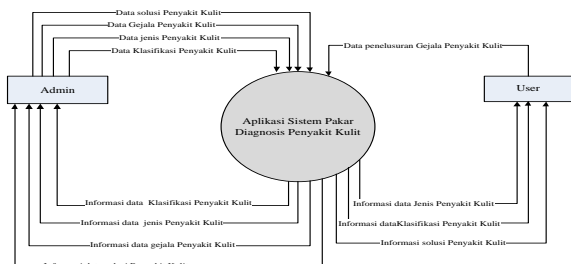 Data solusi Penyakit Kulit
Data Gejala Penyakit Kulit
Data jenis Penyakit Kulit
Data Klasifikasi Penyakit Kulit
Data penelusuran Gejala Penyakit Kulit
Admin
User
Aplikasi Sistem Pakar
Diagnosis Penyakit Kulit
Informasi data Klasifikasi Penyakit Kulit
Informasi data Jenis Penyakit Kulit
Informasi data jenis Penyakit Kulit
Informasi dataKlasifikasi Penyakit Kulit
Informasi data gejala Penyakit Kulit
Informasi solusi Penyakit Kulit